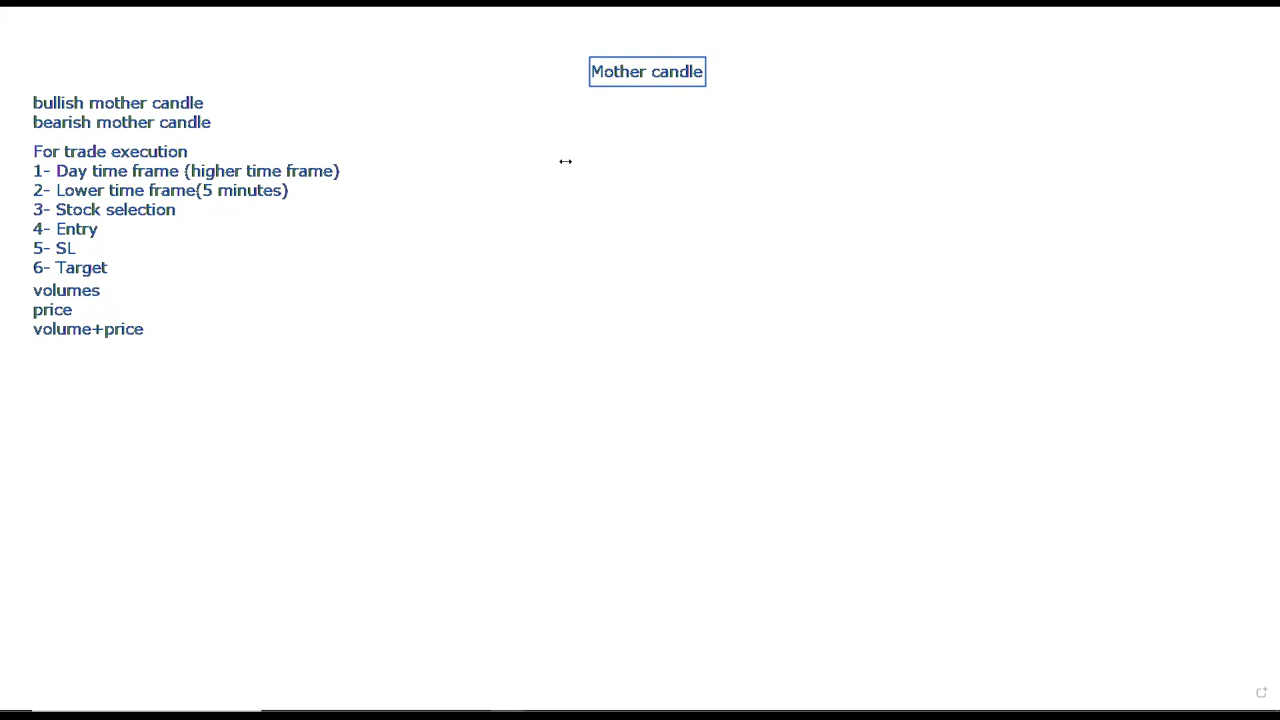 Mother candle
bullish mother candle
bearish mother candle
For trade execution
1- Day time frame (higher time frame)
2- Lower time frame(5 minutes)
3- Stock selection
4- Entry
5- SL
6- Target
volumes
price
volume+price